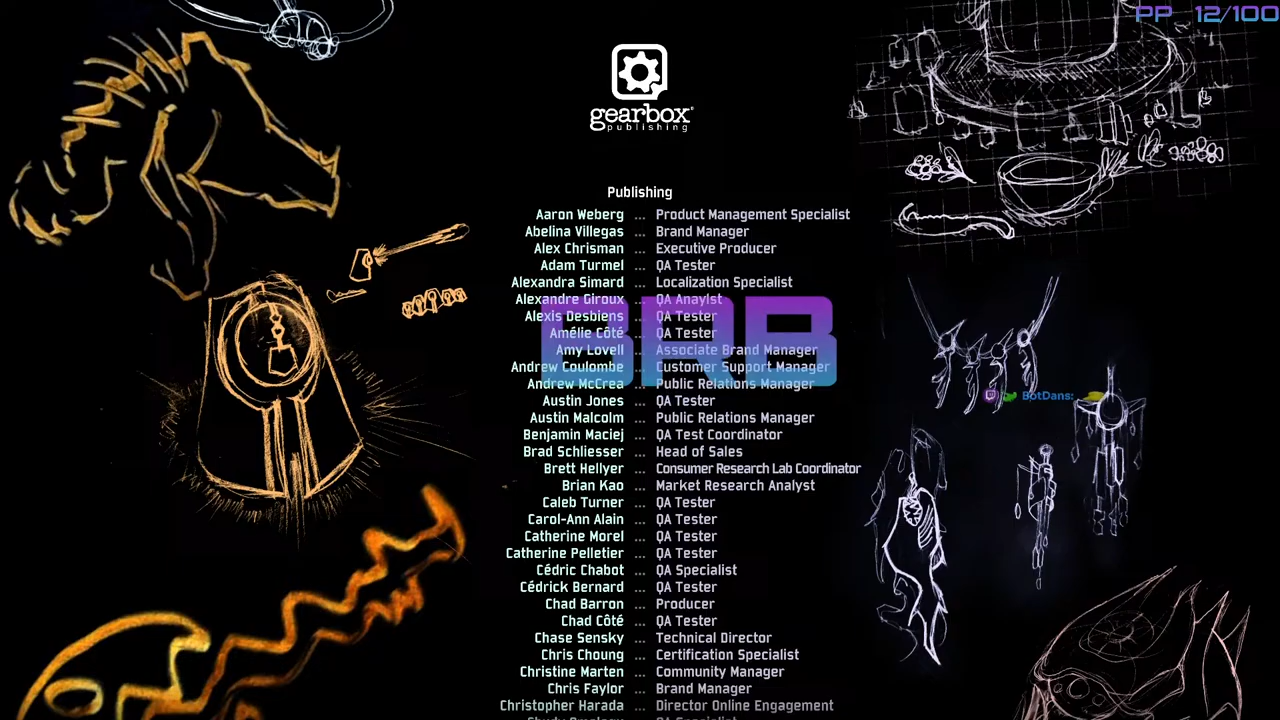 PP 12/100
gearbox
publishing
Publishing
Aaron Weberg ... Product Management Specialist
Abelina Villegas ... Brand Manager
Alex Chrisman ... Executive Producer
Adam Turmel ... QA Tester
Alexandra Simard ... Localization Specialist
Alexandre Giroux ... QA Anaylst
Alexis Desbiens ... QA Tester
Amélie Côté ... QA Tester
BRB
Amy Lovell ... Associate Brand Manager
Andrew Coulombe ... Customer Support Manager
Andrew McCrea ... Public Relations Manager
Austin Jones ... QA Tester
BotDans:
Austin Malcolm ... Public Relations Manager
Benjamin Maciej ... QA Test Coordinator
Brad Schliesser ... Head of Sales
Brett Hellyer ... Consumer Research Lab Coordinator
Brian Kao ... Market Research Analyst
Caleb Turner ... QA Tester
Carol-Ann Alain ... QA Tester
Catherine Morel ... QA Tester
Catherine Pelletier ... QA Tester
Cédric Chabot ... QA Specialist
Cédrick Bernard ... QA Tester
Chad Barron ... Producer
Chad Côté ... QA Tester
Chase Sensky ... Technical Director
Chris Choung ... Certification Specialist
Christine Marten ... Community Manager
Chris Faylor ... Brand Manager
Christopher Harada ... Director Online Engagement